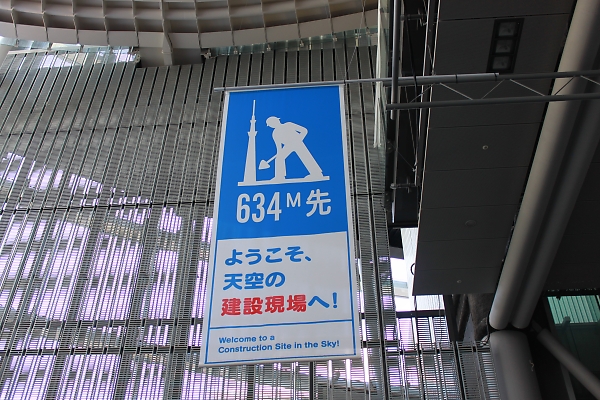 634M先
ようこそ、
天空の
建設現場へ!
Welcome to a
Construction Site in the Sky!